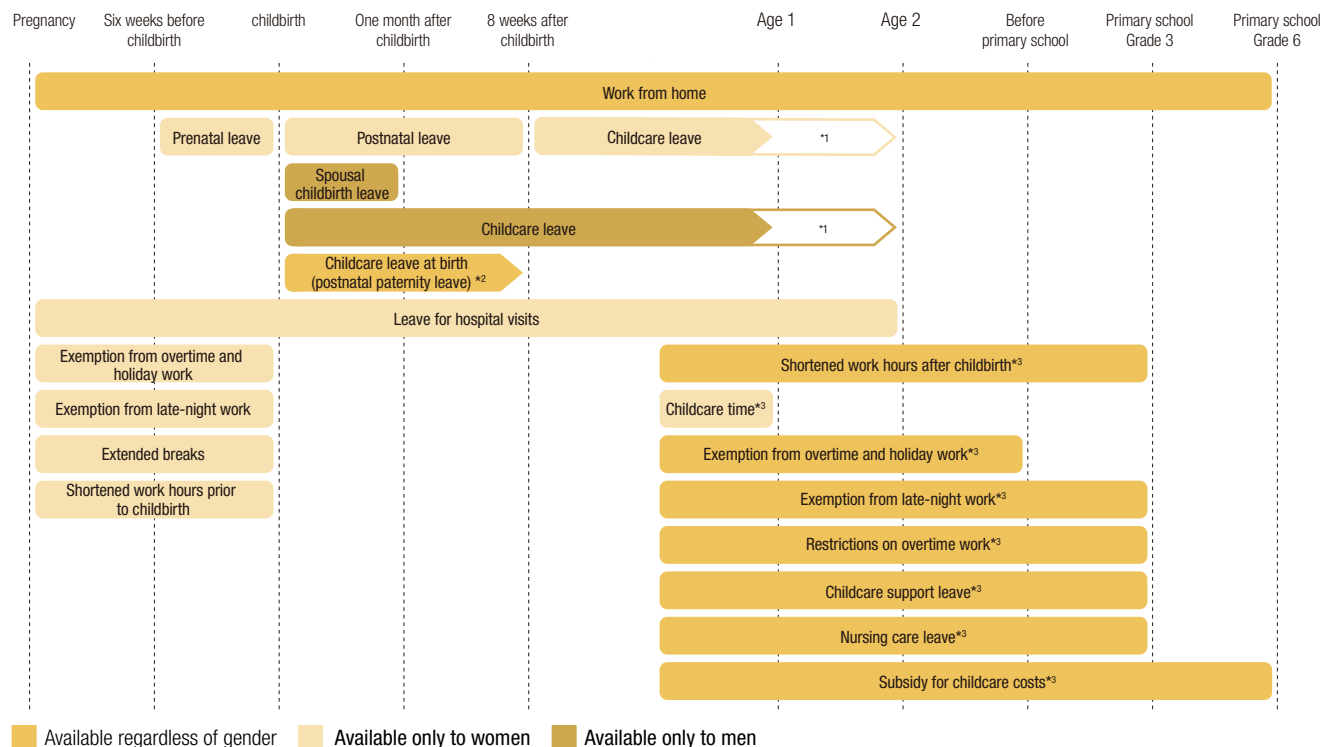 Pregnancy
Six weeks before
childbirth
childbirth
One month after
childbirth
8 weeks after
childbirth
Age 1
Age 2
Before
primary school
Primary school
Grade 3
Primary school
Grade 6
Work from home
Prenatal leave
Postnatal leave
Childcare leave
*1
Spousal
childbirth leave
Childcare leave
*1
Childcare leave at birth
(postnatal paternity leave) *2
Leave for hospital visits
Exemption from overtime and
holiday work
Shortened work hours after childbirth*3
Exemption from late-night work
Childcare time*3
Extended breaks
Exemption from overtime and holiday work*3
Shortened work hours prior
to childbirth
Exemption from late-night work*3
Restrictions on overtime work*3
Childcare support leave*3
Nursing care leave*3
Subsidy for childcare costs*3
Available regardless of gender
Available only to women
Available only to men